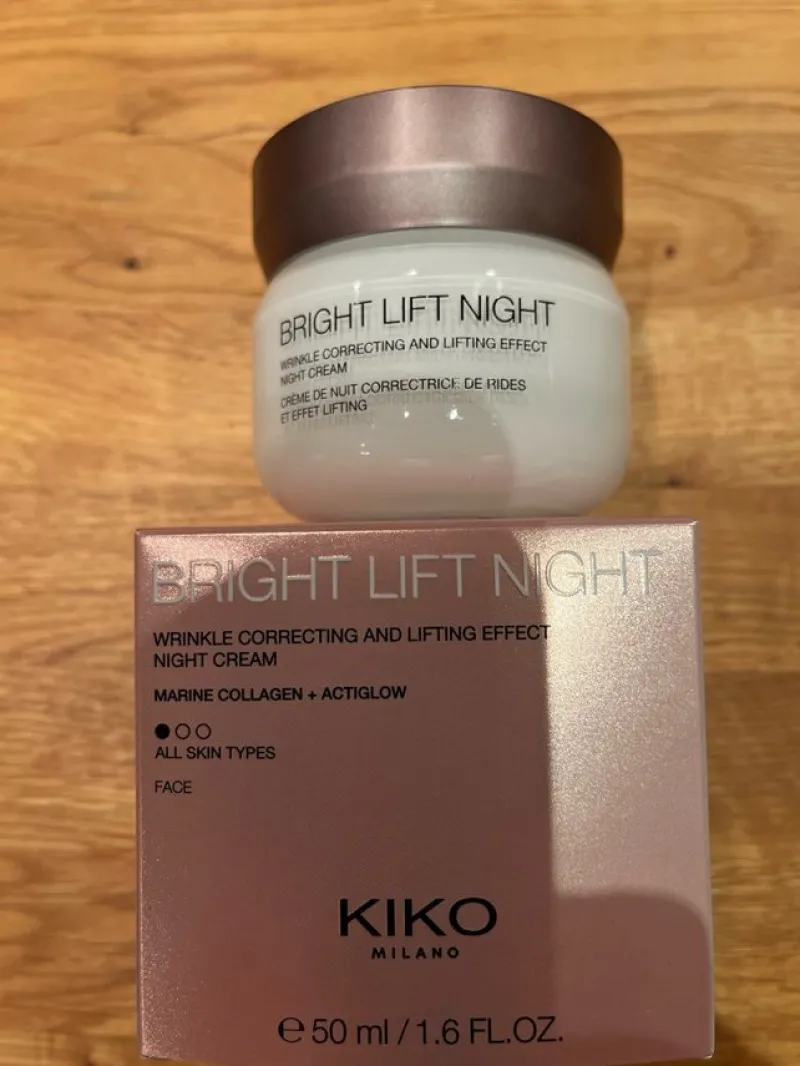 BRIGHT LIFT NIGHT
WRINKLE CORRECTING AND LIFTING EFFECT
NIGHT CREAM
CRÈME DE NUIT CORRECTRICE DE RIDES
ET EFFET LIFTING
BRIGHT LIFT NIGHT
WRINKLE CORRECTING AND LIFTING EFFECT
NIGHT CREAM
MARINE COLLAGEN + ACTIGLOW
ALL SKIN TYPES
FACE
KIKO
MILANO
℮ 50 ml / 1.6 FL.OZ.